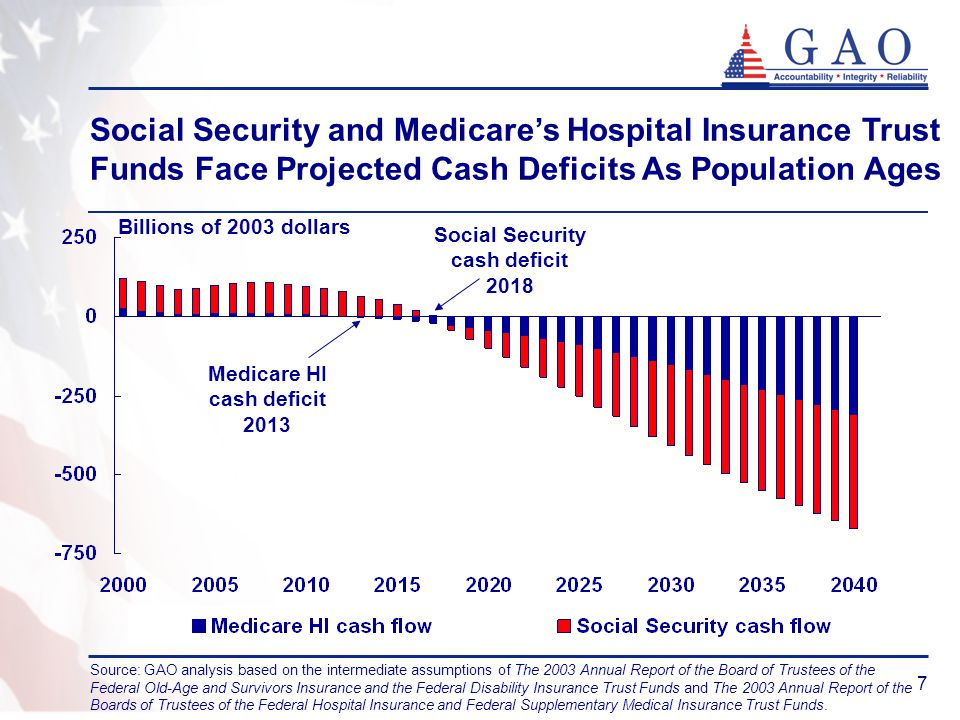 GAO
Accountability * Integrity * Reliability
Social Security and Medicare’s Hospital Insurance Trust
Funds Face Projected Cash Deficits As Population Ages
Billions of 2003 dollars
Social Security
cash deficit
2018
250
0
-250
-500
-750
Medicare HI
cash deficit
2013
2000 2005 2010 2015 2020 2025 2030 2035 2040
Medicare HI cash flow
Social Security cash flow
Source: GAO analysis based on the intermediate assumptions of The 2003 Annual Report of the Board of Trustees of the
Federal Old-Age and Survivors Insurance and the Federal Disability Insurance Trust Funds and The 2003 Annual Report of the
Boards of Trustees of the Federal Hospital Insurance and Federal Supplementary Medical Insurance Trust Funds.
7